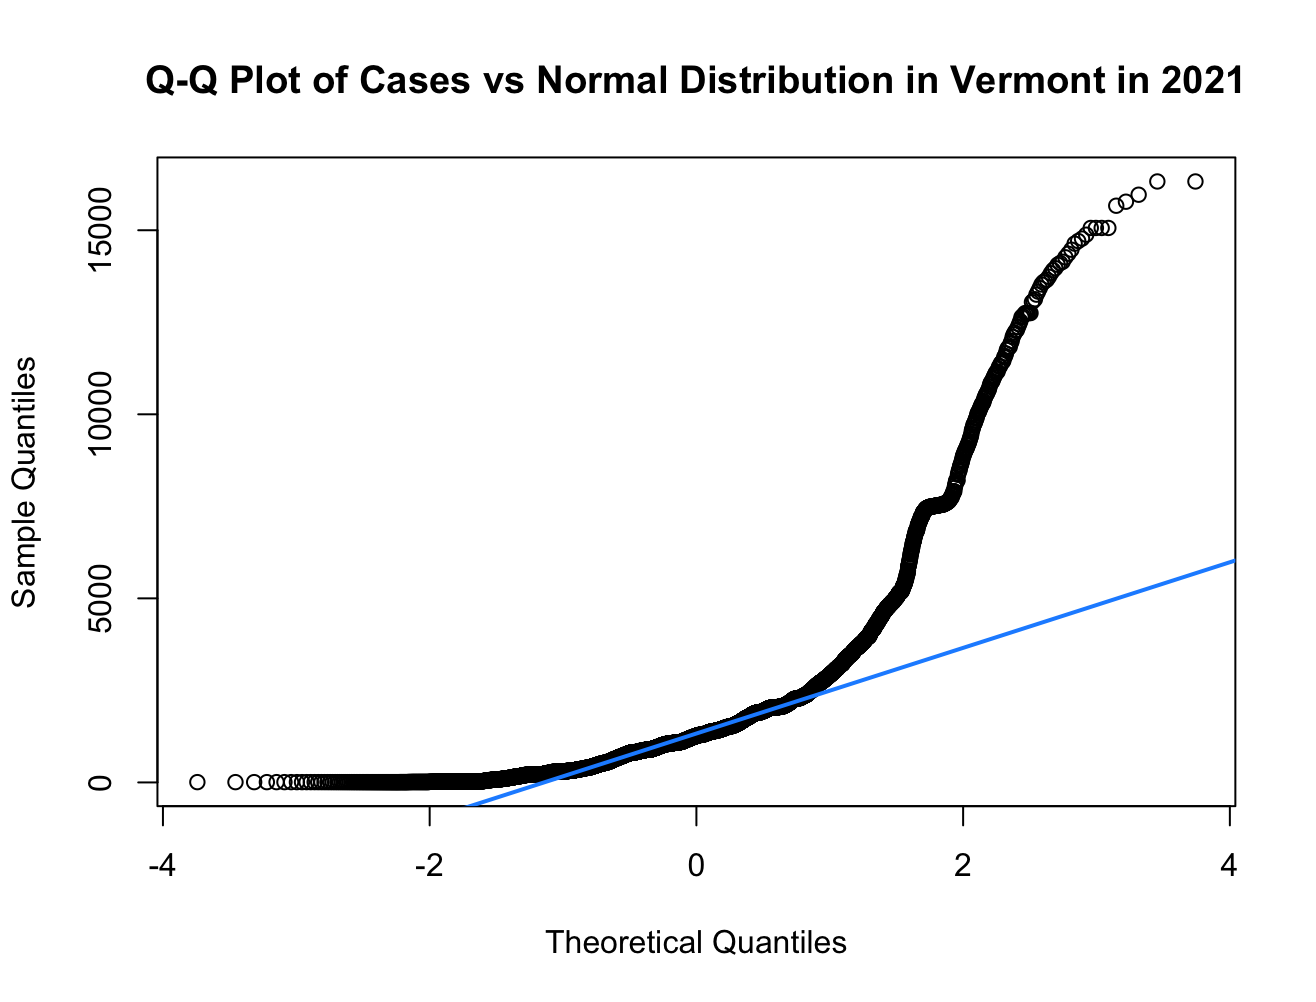 Q-Q Plot of Cases vs Normal Distribution in Vermont in 2021
Sample Quantiles
15000
10000
5000
0
-4 -2 0 2 4
Theoretical Quantiles